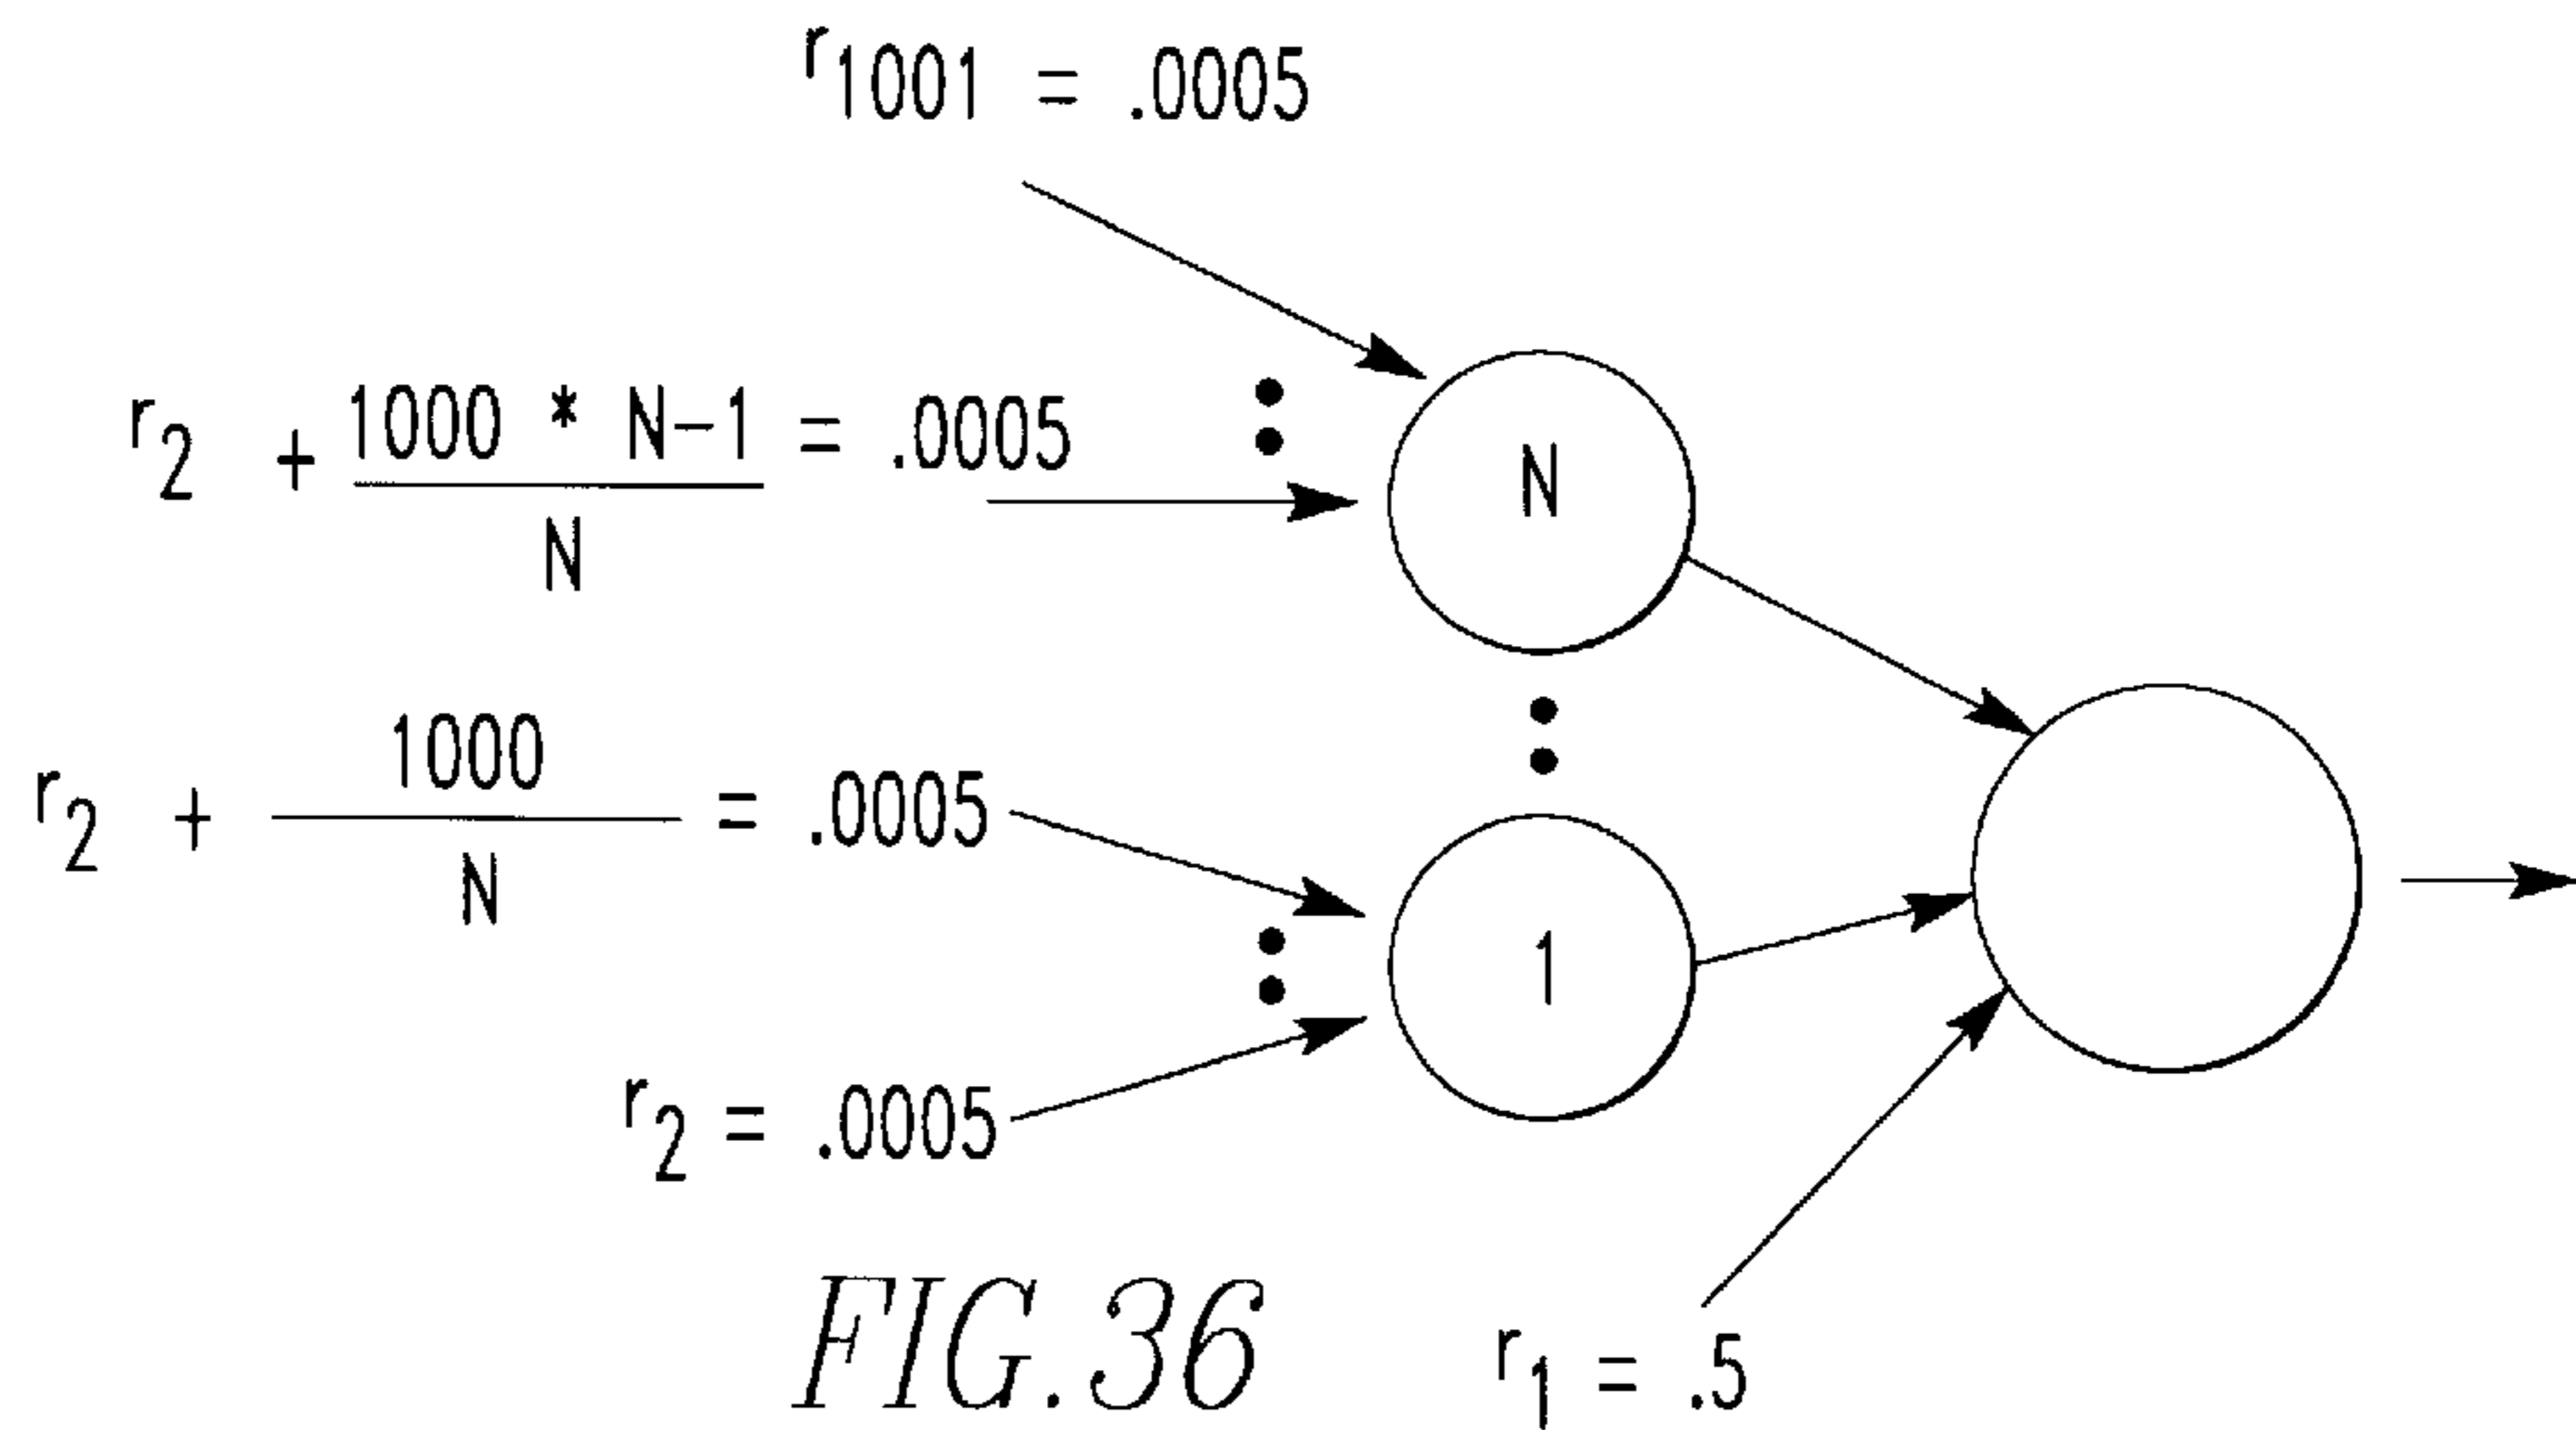 r1001 = .0005
r2 + 1000 * N-1 = .0005
N
N
r2 + 1000 = .0005
N
1
r2 = .0005
r1 = .5
FIG. 36